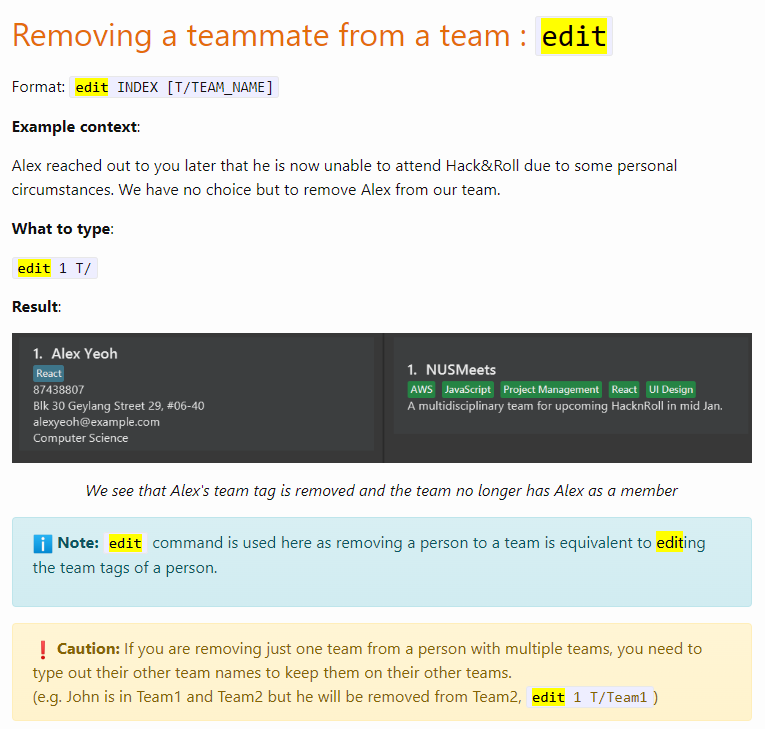 Removing a teammate from a team : edit
Format: edit INDEX [T/TEAM_NAME]
Example context:
Alex reached out to you later that he is now unable to attend Hack&Roll due to some personal
circumstances. We have no choice but to remove Alex from our team.
What to type:
edit 1 T/
Result:
1. Alex Yeoh
React
87438807
Blk 30 Geylang Street 29, #06-40
alexyeoh@example.com
Computer Science
1. NUSMeets
AWS JavaScript Project Management React UI Design
A multidisciplinary team for upcoming HacknRoll in mid Jan.
We see that Alex's team tag is removed and the team no longer has Alex as a member
ℹ️ Note: edit command is used here as removing a person to a team is equivalent to editing
the team tags of a person.
❗ Caution: If you are removing just one team from a person with multiple teams, you need to
type out their other team names to keep them on their other teams.
(e.g. John is in Team1 and Team2 but he will be removed from Team2, edit 1 T/Team1 )